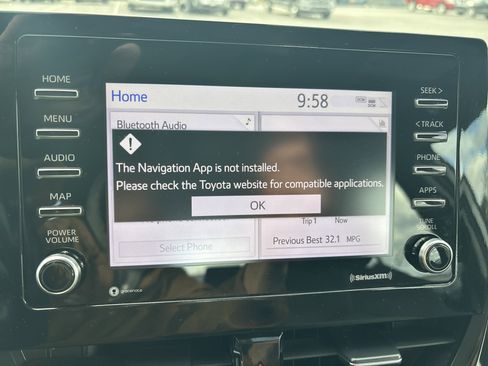 HOME
MENU
AUDIO
MAP
POWER
VOLUME
Home
9:58
DCM
Bluetooth Audio
The Navigation App is not installed.
Please check the Toyota website for compatible applications.
OK
Select Phone
Trip 1 Now
Previous Best 32.1 MPG
SEEK >
< TRACK
PHONE
APPS
TUNE
SCROLL
gracenote
((SiriusXM))